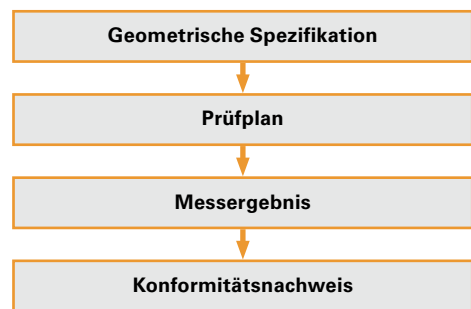 Geometrische Spezifikation
Prüfplan
Messergebnis
Konformitätsnachweis